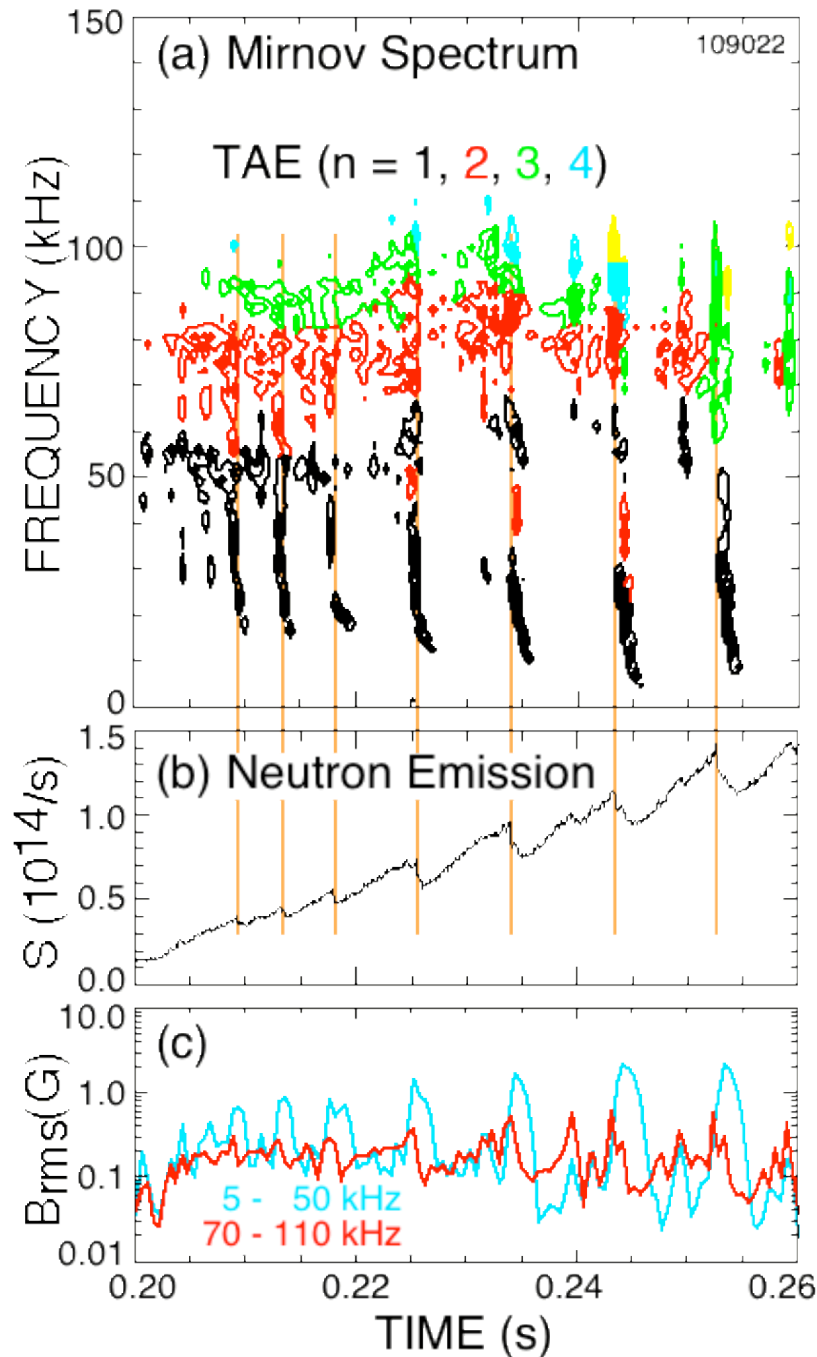 150
(a) Mirnov Spectrum
109022
TAE (n = 1, 2, 3, 4)
100
50
0
FREQUENCY (kHz)
1.5
(b) Neutron Emission
1.0
0.5
0.0
S (10¹⁴/s)
10.0
(c)
1.0
0.1
5 - 50 kHz
70 - 110 kHz
0.01
Brms(G)
0.20
0.22
0.24
0.26
TIME (s)